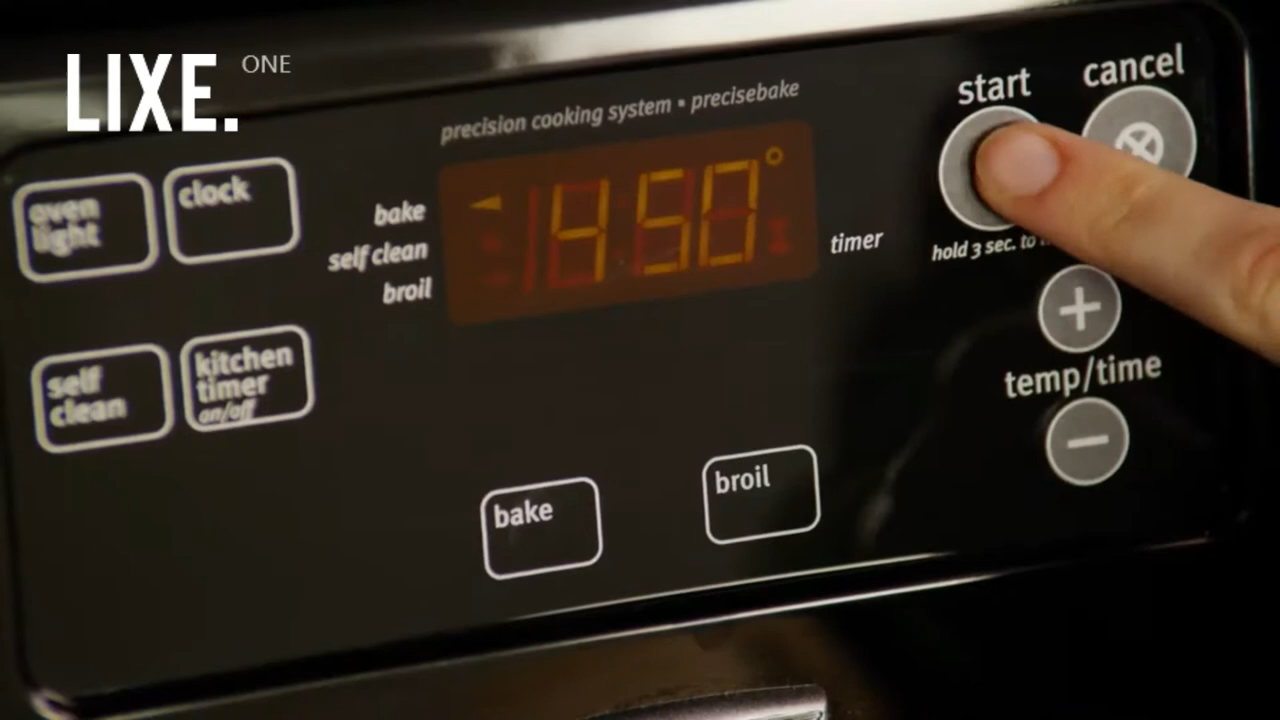 LIXE. ONE
precision cooking system • precisebake
start
cancel
oven
light
clock
bake
self clean
broil
450°
timer
hold 3 sec. to
self
clean
kitchen
timer
on/off
+
temp/time
−
bake
broil